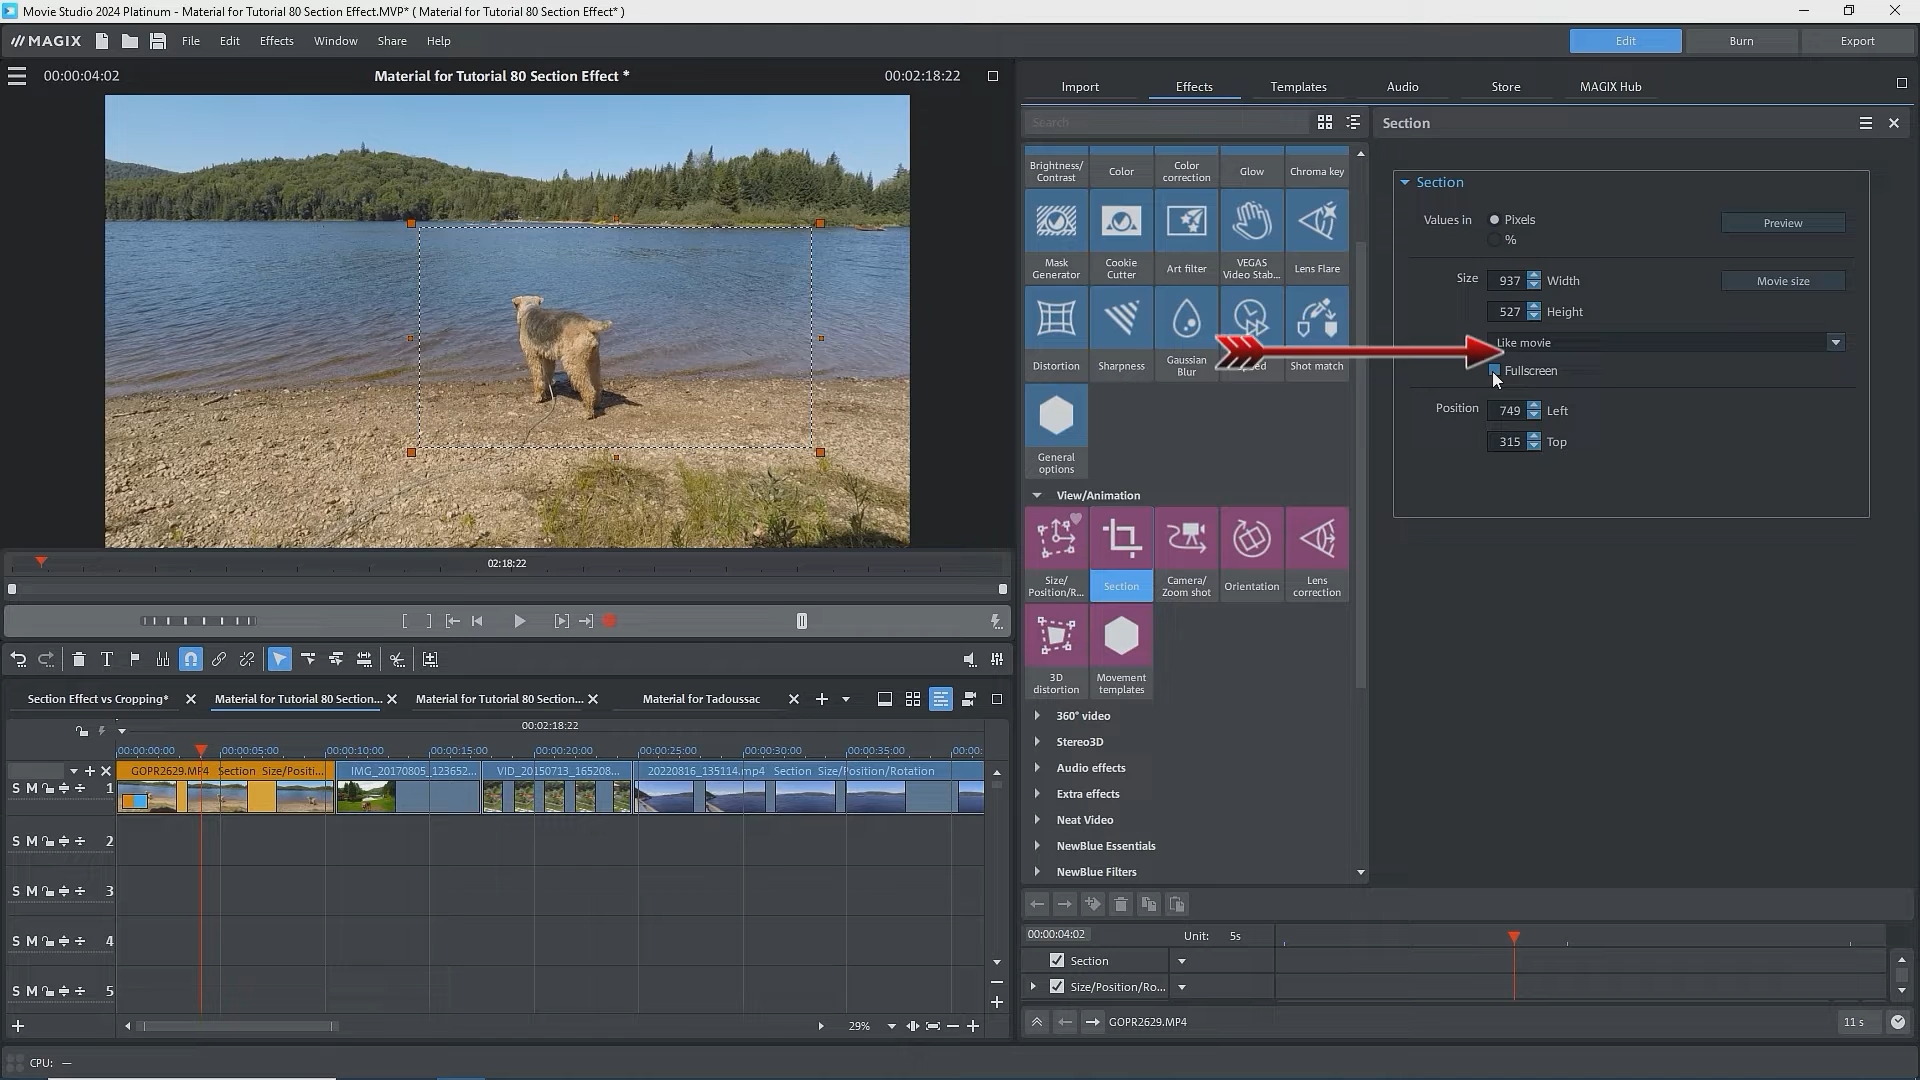 Movie Studio 2024 Platinum - Material for Tutorial 80 Section Effect.MVP* ( Material for Tutorial 80 Section Effect* )
MAGIX File Edit Effects Window Share Help Edit Burn Export
00:00:04:02 Material for Tutorial 80 Section Effect * 00:02:18:22
Import Effects Templates Audio Store MAGIX Hub
Search
Section
Brightness/
Contrast
Color
Color
correction
Glow
Chroma key
Mask
Generator
Cookie
Cutter
Art filter
VEGAS
Video Stab...
Lens Flare
Distortion
Sharpness
Gaussian
Blur
Shot match
General
options
View/Animation
Size/
Position/R...
Section
Camera/
Zoom shot
Orientation
Lens
correction
3D
distortion
Movement
templates
360° video
Stereo3D
Audio effects
Extra effects
Neat Video
NewBlue Essentials
NewBlue Filters
Section
Values in Pixels Preview
%
Size 937 Width Movie size
527 Height
Like movie
Fullscreen
Position 749 Left
315 Top
02:18:22
Section Effect vs Cropping* Material for Tutorial 80 Section... Material for Tutorial 80 Section... Material for Tadoussac
00:02:18:22
00:00:00:00 00:00:05:00 00:00:10:00 00:00:15:00 00:00:20:00 00:00:25:00 00:00:30:00 00:00:35:00 00:00:
GOPR2629.MP4 Section Size/Positi... IMG_20170805_123652... VID_20150713_165208... 20220816_135114.mp4 Section Size/Position/Rotation
S M 1
S M 2
S M 3
S M 4
S M 5
29%
00:00:04:02 Unit: 5s
Section
Size/Position/Ro...
GOPR2629.MP4 11 s
CPU: —